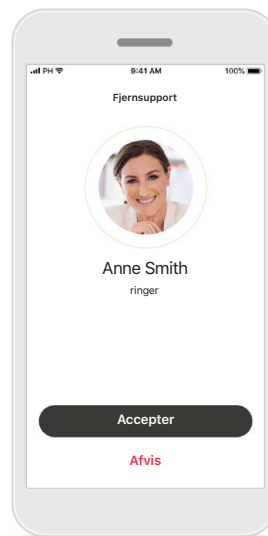 PH 9:41 AM 100%
Fjernsupport
Anne Smith
ringer
Accepter
Afvis